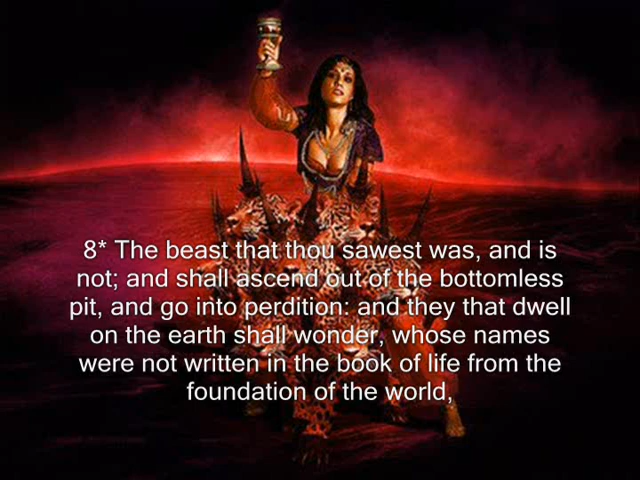 8* The beast that thou sawest was, and is
not; and shall ascend out of the bottomless
pit, and go into perdition: and they that dwell
on the earth shall wonder, whose names
were not written in the book of life from the
foundation of the world,